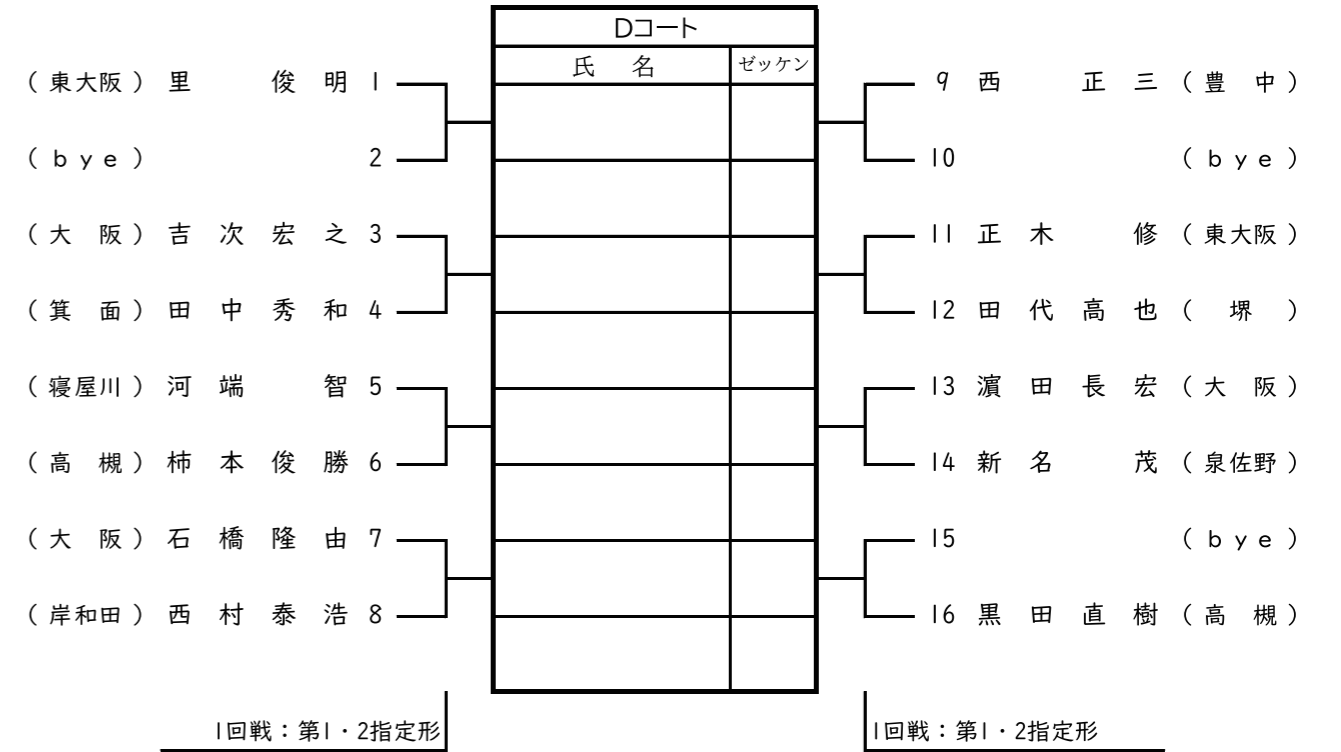 Dコート
氏 名 ゼッケン
(東大阪) 里 俊明 1
(bye) 2
(大 阪) 吉次宏之 3
(箕 面) 田中秀和 4
(寝屋川) 河端 智 5
(高 槻) 柿本俊勝 6
(大 阪) 石橋隆由 7
(岸和田) 西村泰浩 8
1回戦:第1・2指定形
9 西 正三 (豊 中)
10 (bye)
11 正木 修 (東大阪)
12 田代高也 (堺)
13 濵田長宏 (大 阪)
14 新名 茂 (泉佐野)
15 (bye)
16 黒田直樹 (高 槻)
1回戦:第1・2指定形